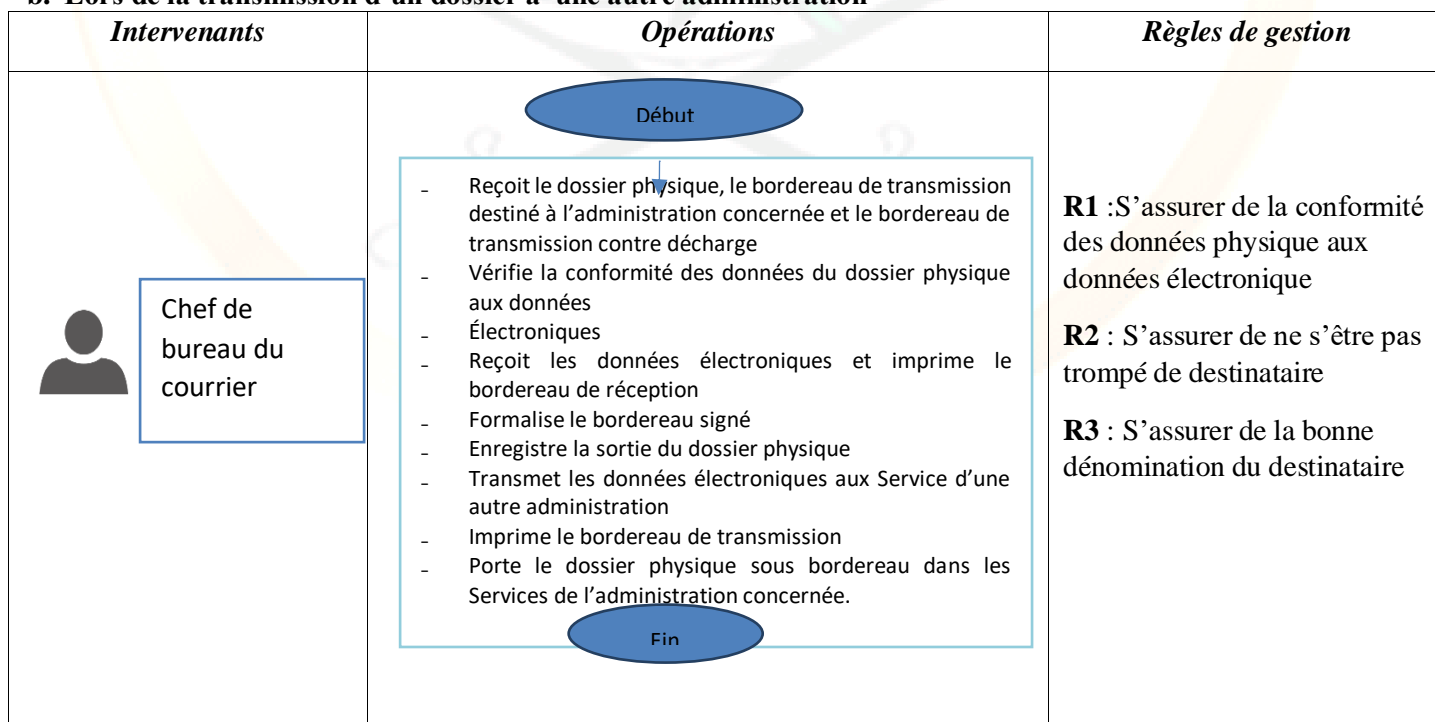 b. Lors de la transmission d'un dossier à une autre administration
Intervenants
Opérations
Règles de gestion
Début
- Reçoit le dossier physique, le bordereau de transmission
destiné à l'administration concernée et le bordereau de
transmission contre décharge
- Vérifie la conformité des données du dossier physique
aux données
- Électroniques
- Reçoit les données électroniques et imprime le
bordereau de réception
- Formalise le bordereau signé
- Enregistre la sortie du dossier physique
- Transmet les données électroniques aux Service d'une
autre administration
- Imprime le bordereau de transmission
- Porte le dossier physique sous bordereau dans les
Services de l'administration concernée.
Fin
Chef de
bureau du
courrier
R1 :S'assurer de la conformité
des données physique aux
données électronique
R2 : S'assurer de ne s'être pas
trompé de destinataire
R3 : S'assurer de la bonne
dénomination du destinataire